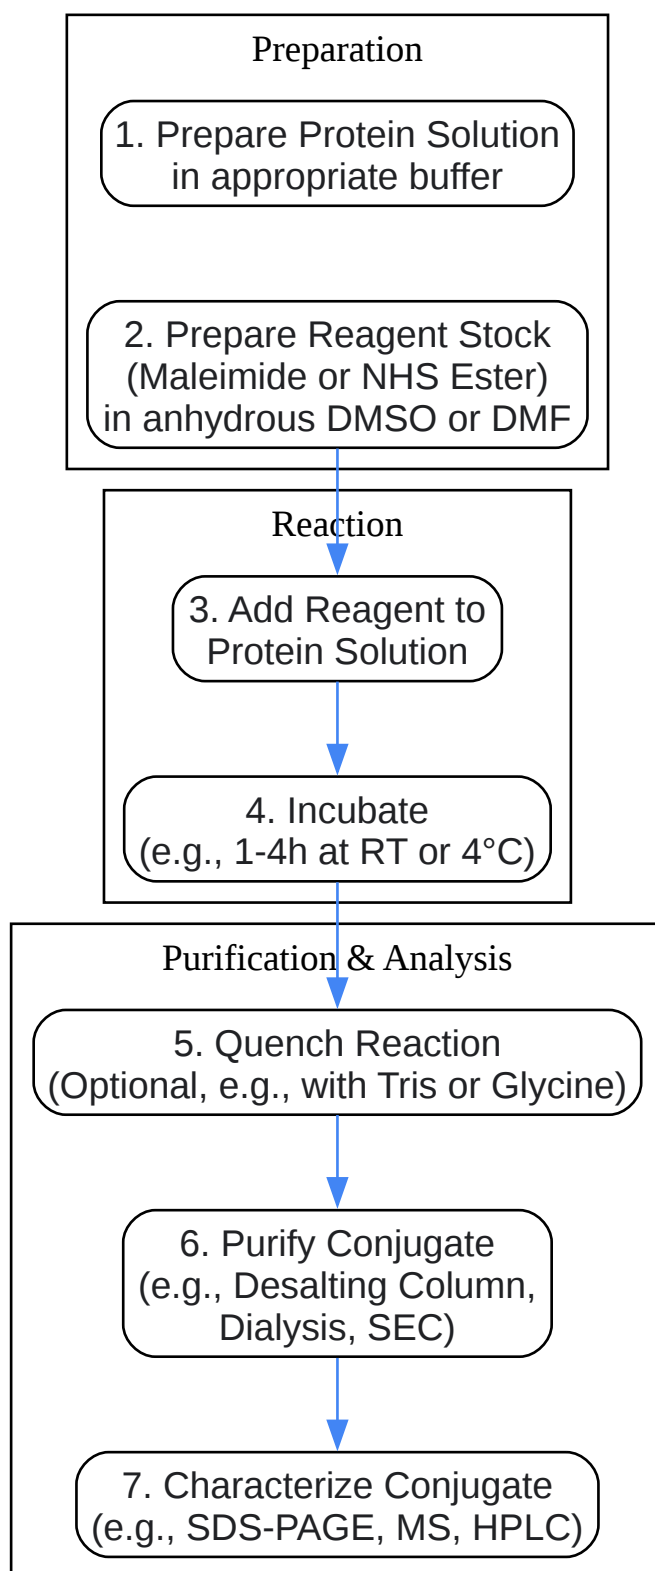 Preparation
1. Prepare Protein Solution
in appropriate buffer
2. Prepare Reagent Stock
(Maleimide or NHS Ester)
in anhydrous DMSO or DMF
Reaction
3. Add Reagent to
Protein Solution
4. Incubate
(e.g., 1-4h at RT or 4°C)
Purification & Analysis
5. Quench Reaction
(Optional, e.g., with Tris or Glycine)
6. Purify Conjugate
(e.g., Desalting Column,
Dialysis, SEC)
7. Characterize Conjugate
(e.g., SDS-PAGE, MS, HPLC)